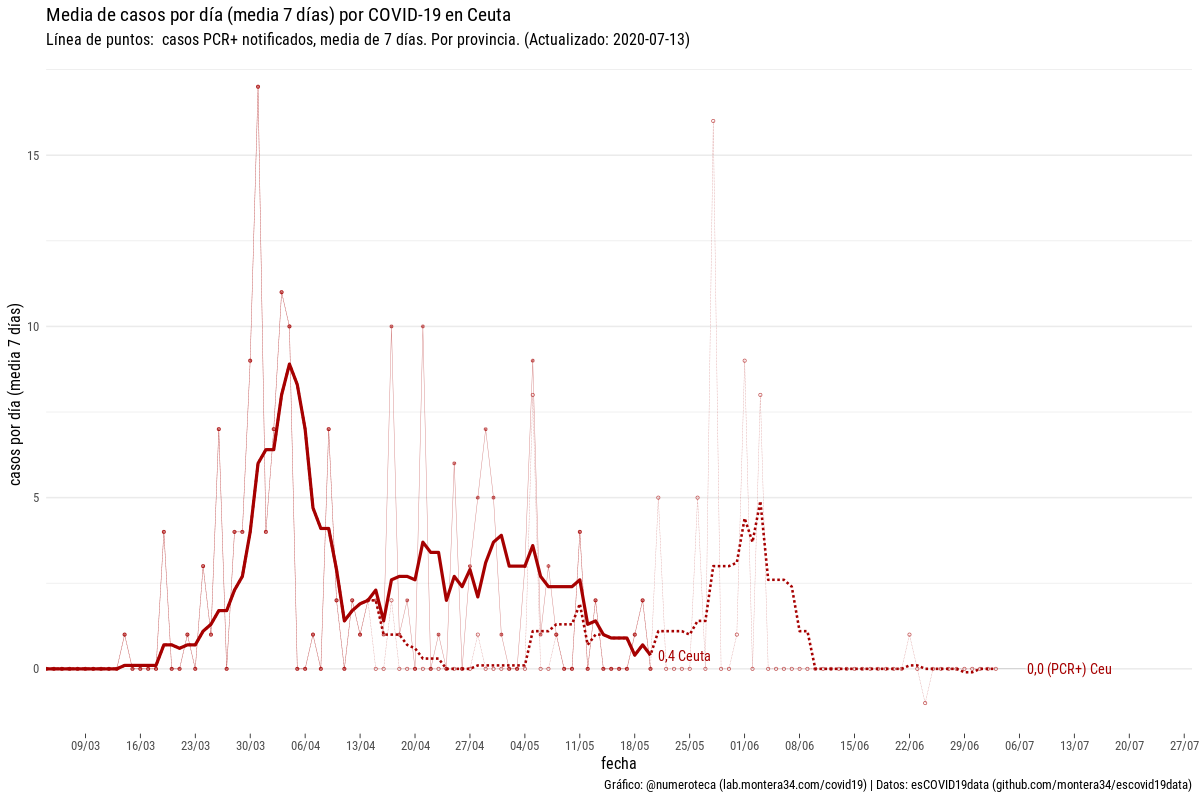 Media de casos por día (media 7 días) por COVID-19 en Ceuta
Línea de puntos:  casos PCR+ notificados, media de 7 días. Por provincia. (Actualizado: 2020-07-13)
casos por día (media 7 días)
15
10
5
0
0,4 Ceuta
0,0 (PCR+) Ceu
09/03 16/03 23/03 30/03 06/04 13/04 20/04 27/04 04/05 11/05 18/05 25/05 01/06 08/06 15/06 22/06 29/06 06/07 13/07 20/07 27/07
fecha
Gráfico: @numeroteca (lab.montera34.com/covid19) | Datos: esCOVID19data (github.com/montera34/escovid19data)